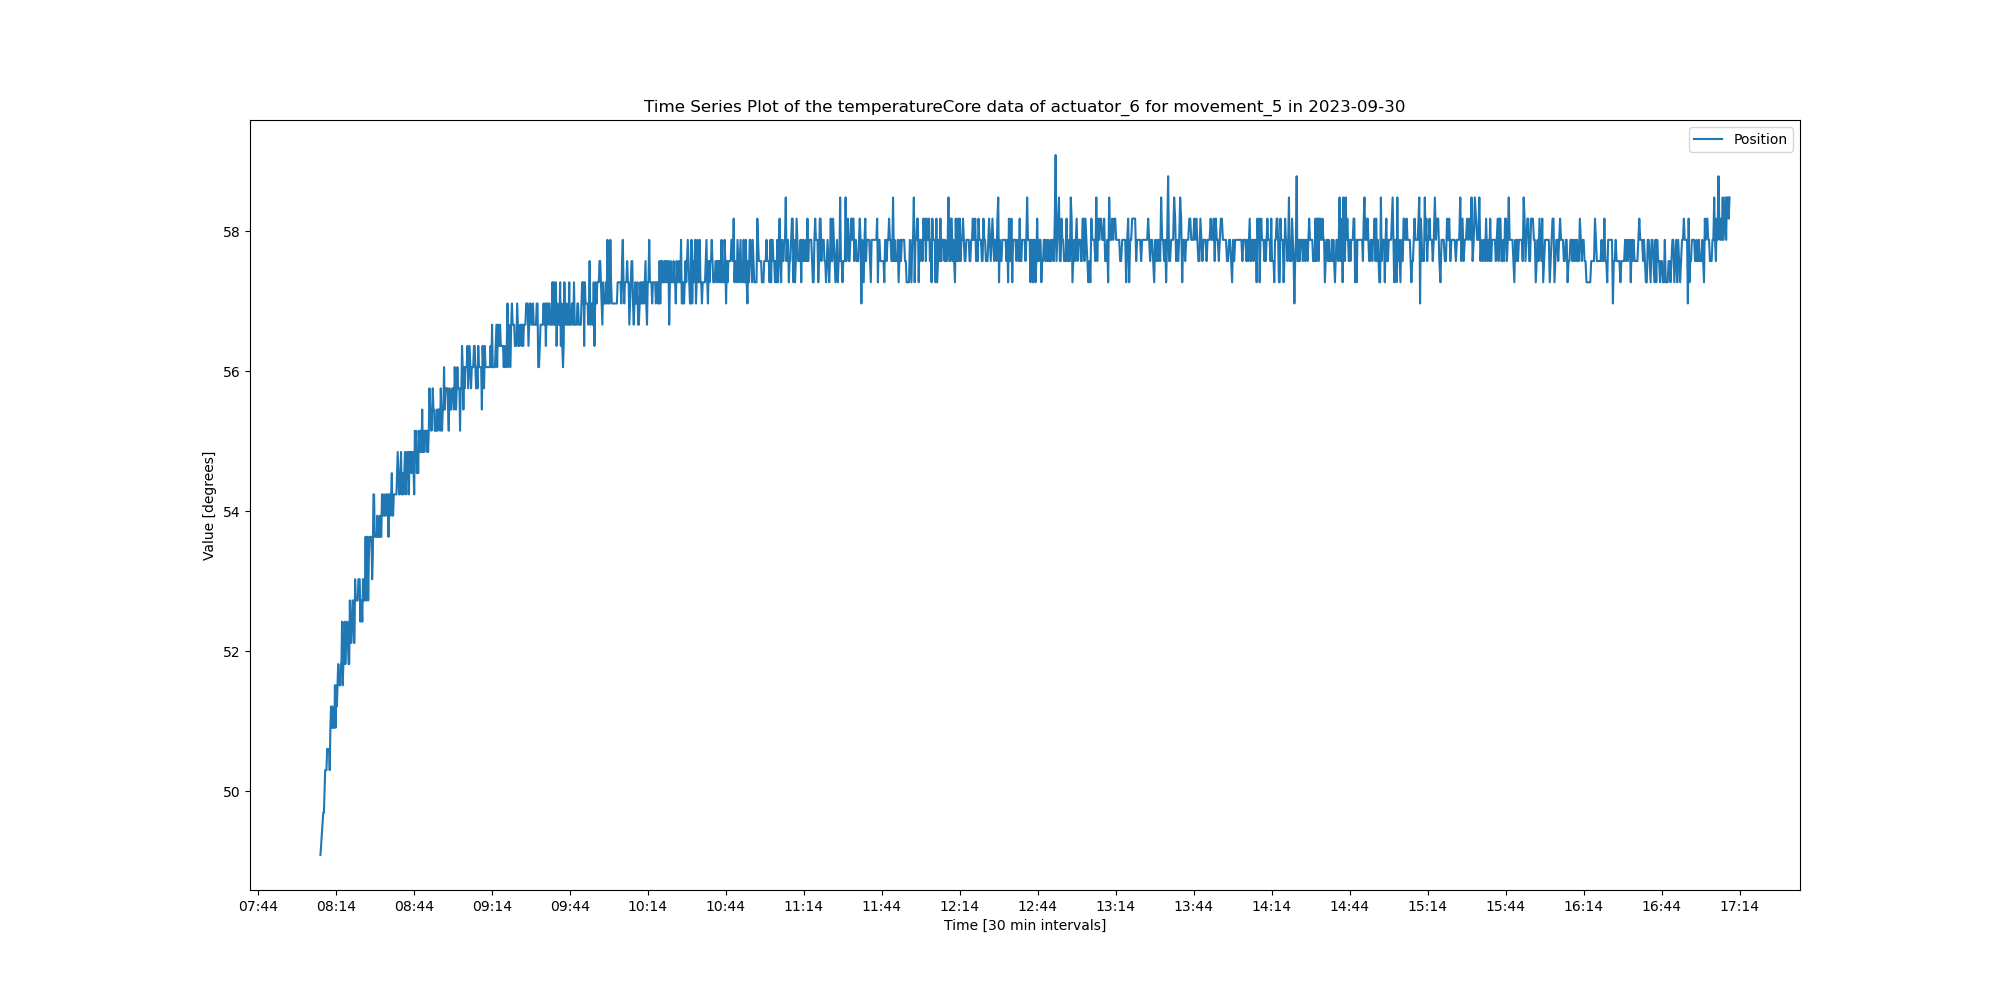 Time Series Plot of the temperatureCore data of actuator_6 for movement_5 in 2023-09-30
Position
Value [degrees]
58
56
54
52
50
07:44 08:14 08:44 09:14 09:44 10:14 10:44 11:14 11:44 12:14 12:44 13:14 13:44 14:14 14:44 15:14 15:44 16:14 16:44 17:14
Time [30 min intervals]